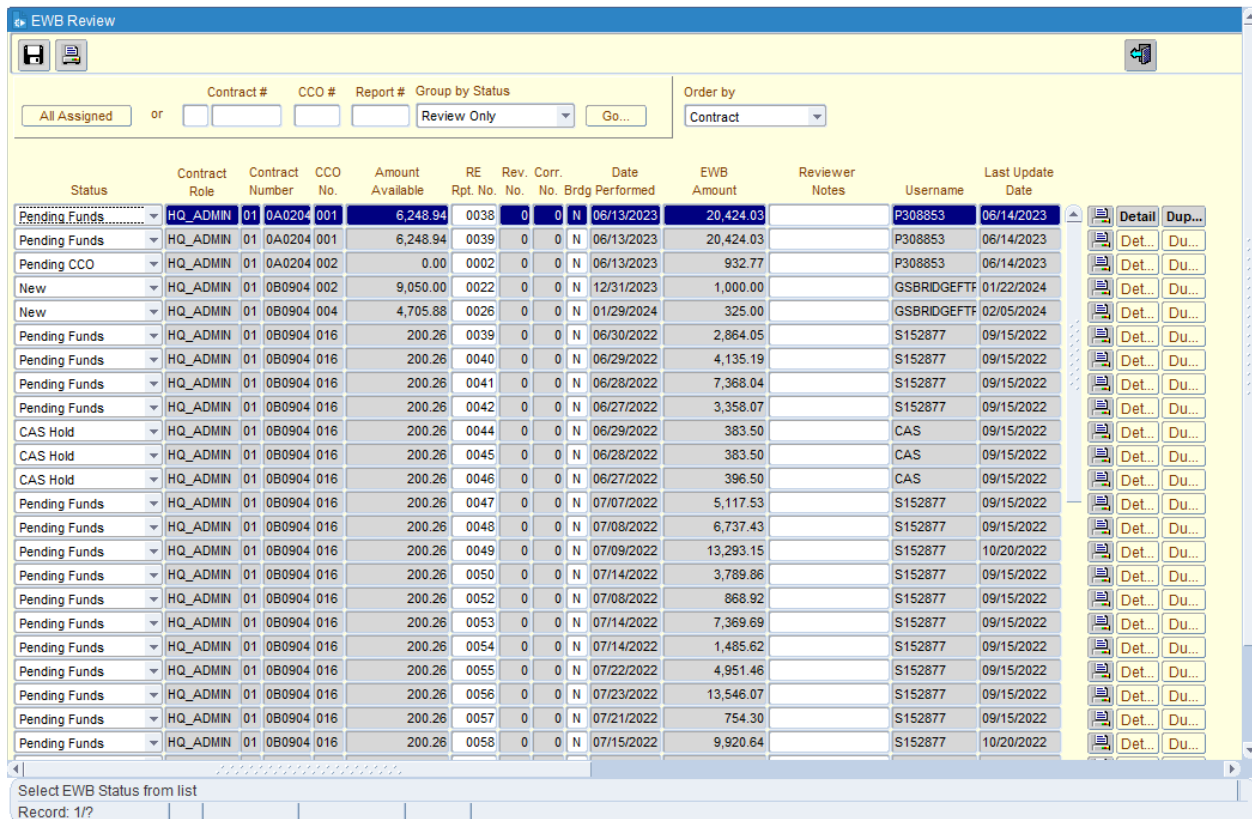 EWB Review
Contract # CCO # Report # Group by Status Order by
All Assigned or Review Only Go... Contract
Contract Contract CCO Amount RE Rev. Corr. Date EWB Reviewer Last Update
Status Role Number No. Available Rpt. No. No. No. Brdg Performed Amount Notes Username Date
Pending Funds HQ_ADMIN 01 0A0204 001 6,248.94 0038 0 0 N 06/13/2023 20,424.03 P308853 06/14/2023 Detail Dup...
Pending Funds HQ_ADMIN 01 0A0204 001 6,248.94 0039 0 0 N 06/13/2023 20,424.03 P308853 06/14/2023 Det... Du...
Pending CCO HQ_ADMIN 01 0A0204 002 0.00 0002 0 0 N 06/13/2023 932.77 P308853 06/14/2023 Det... Du...
New HQ_ADMIN 01 0B0904 002 9,050.00 0022 0 0 N 12/31/2023 1,000.00 GSBRIDGEFTF 01/22/2024 Det... Du...
New HQ_ADMIN 01 0B0904 004 4,705.88 0026 0 0 N 01/29/2024 325.00 GSBRIDGEFTF 02/05/2024 Det... Du...
Pending Funds HQ_ADMIN 01 0B0904 016 200.26 0039 0 0 N 06/30/2022 2,864.05 S152877 09/15/2022 Det... Du...
Pending Funds HQ_ADMIN 01 0B0904 016 200.26 0040 0 0 N 06/29/2022 4,135.19 S152877 09/15/2022 Det... Du...
Pending Funds HQ_ADMIN 01 0B0904 016 200.26 0041 0 0 N 06/28/2022 7,368.04 S152877 09/15/2022 Det... Du...
Pending Funds HQ_ADMIN 01 0B0904 016 200.26 0042 0 0 N 06/27/2022 3,358.07 S152877 09/15/2022 Det... Du...
CAS Hold HQ_ADMIN 01 0B0904 016 200.26 0044 0 0 N 06/29/2022 383.50 CAS 09/15/2022 Det... Du...
CAS Hold HQ_ADMIN 01 0B0904 016 200.26 0045 0 0 N 06/28/2022 383.50 CAS 09/15/2022 Det... Du...
CAS Hold HQ_ADMIN 01 0B0904 016 200.26 0046 0 0 N 06/27/2022 396.50 CAS 09/15/2022 Det... Du...
Pending Funds HQ_ADMIN 01 0B0904 016 200.26 0047 0 0 N 07/07/2022 5,117.53 S152877 09/15/2022 Det... Du...
Pending Funds HQ_ADMIN 01 0B0904 016 200.26 0048 0 0 N 07/08/2022 6,737.43 S152877 09/15/2022 Det... Du...
Pending Funds HQ_ADMIN 01 0B0904 016 200.26 0049 0 0 N 07/09/2022 13,293.15 S152877 10/20/2022 Det... Du...
Pending Funds HQ_ADMIN 01 0B0904 016 200.26 0050 0 0 N 07/14/2022 3,789.86 S152877 09/15/2022 Det... Du...
Pending Funds HQ_ADMIN 01 0B0904 016 200.26 0052 0 0 N 07/08/2022 868.92 S152877 09/15/2022 Det... Du...
Pending Funds HQ_ADMIN 01 0B0904 016 200.26 0053 0 0 N 07/14/2022 7,369.69 S152877 09/15/2022 Det... Du...
Pending Funds HQ_ADMIN 01 0B0904 016 200.26 0054 0 0 N 07/14/2022 1,485.62 S152877 09/15/2022 Det... Du...
Pending Funds HQ_ADMIN 01 0B0904 016 200.26 0055 0 0 N 07/22/2022 4,951.46 S152877 09/15/2022 Det... Du...
Pending Funds HQ_ADMIN 01 0B0904 016 200.26 0056 0 0 N 07/23/2022 13,546.07 S152877 09/15/2022 Det... Du...
Pending Funds HQ_ADMIN 01 0B0904 016 200.26 0057 0 0 N 07/21/2022 754.30 S152877 09/15/2022 Det... Du...
Pending Funds HQ_ADMIN 01 0B0904 016 200.26 0058 0 0 N 07/15/2022 9,920.64 S152877 10/20/2022 Det... Du...
Select EWB Status from list
Record: 1/?